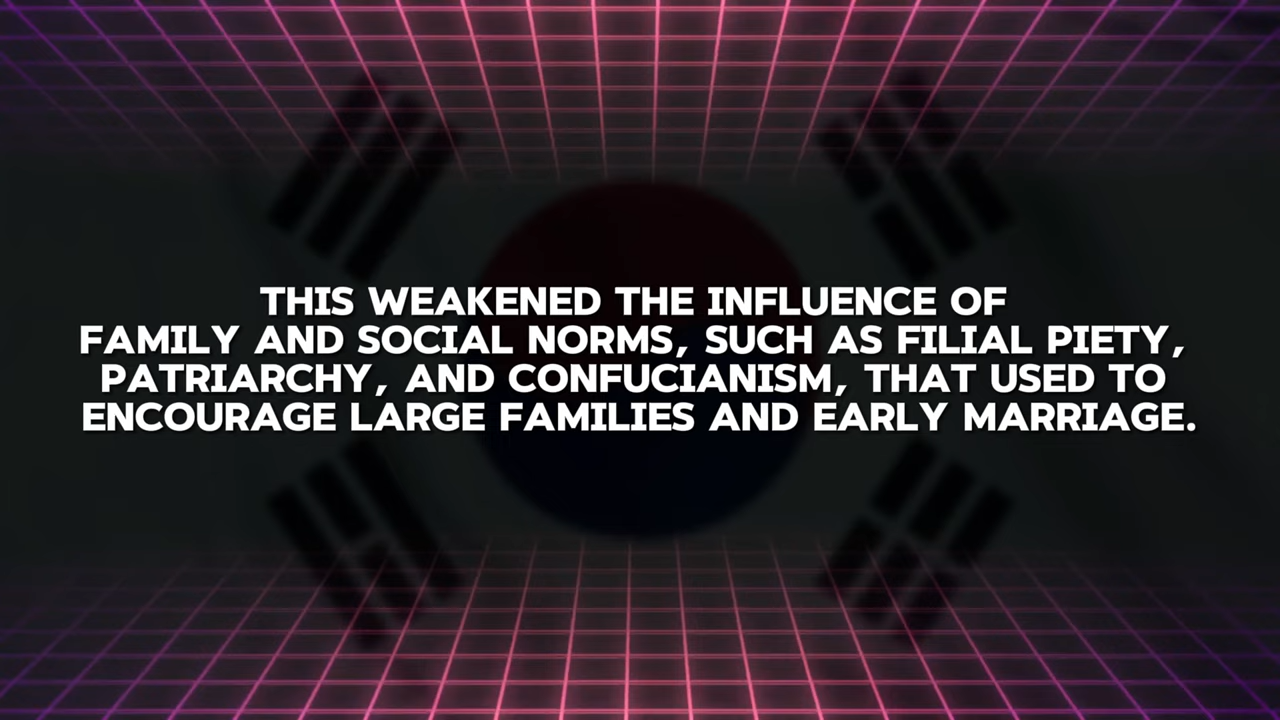 THIS WEAKENED THE INFLUENCE OF
FAMILY AND SOCIAL NORMS, SUCH AS FILIAL PIETY,
PATRIARCHY, AND CONFUCIANISM, THAT USED TO
ENCOURAGE LARGE FAMILIES AND EARLY MARRIAGE.